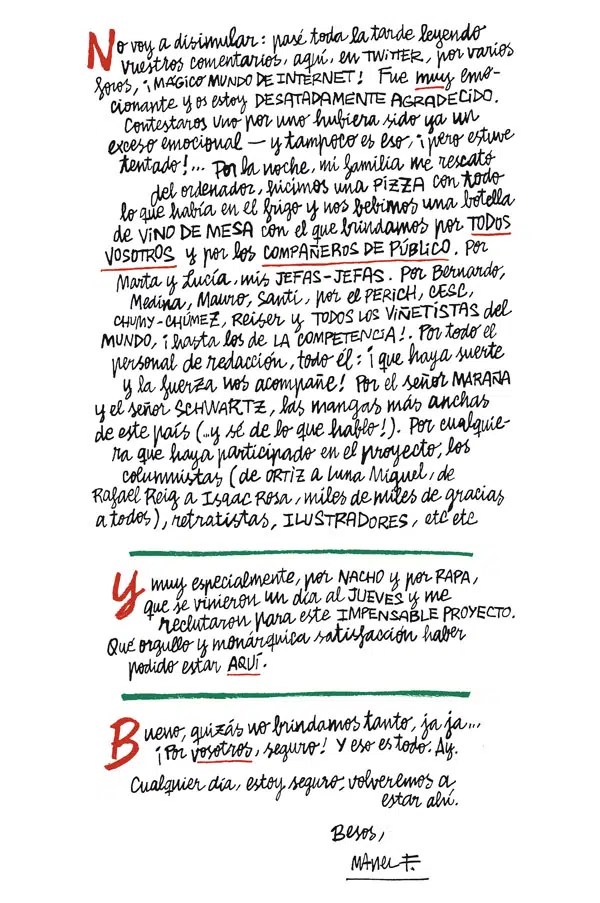 No voy a disimular: pasé toda la tarde leyendo
vuestros comentarios, aquí, en TWITTER, por varios
foros, ¡MÁGICO MUNDO DE INTERNET! Fue muy emo-
cionante y os estoy DESATADAMENTE AGRADECIDO.
Contestaros uno por uno hubiera sido ya un
exceso emocional — y tampoco es eso, ¡pero estuve
tentado!... Por la noche, mi familia me rescató
del ordenador, hicimos una PIZZA con todo
lo que había en el frigo y nos bebimos una botella
de VINO DE MESA con el que brindamos por TODOS
VOSOTROS y por los COMPAÑEROS DE PÚBLICO. Por
Marta y Lucía, mis JEFAS-JEFAS. Por Bernardo,
Medina, Mauro, Santi, por el PERICH, CESC,
CHUMY-CHÚMEZ, Reiser y TODOS LOS VIÑETISTAS del
MUNDO, ¡hasta los de LA COMPETENCIA!. Por todo el
personal de redacción, todo él: ¡que haya suerte
y la fuerza nos acompañe! Por el señor MARAÑA
y el señor SCHWARTZ, las mangas más anchas
de este país (...y sé de lo que hablo!). Por cualquie-
ra que haya participado en el proyecto, los
columnistas (de ORTIZ a Luna Miguel, de
Rafael Reig a Isaac Rosa, miles de miles de gracias
a todos), retratistas, ILUSTRADORES, etc etc
Y muy especialmente, por NACHO y por RAPA,
que se vinieron un día al JUEVES y me
reclutaron para este IMPENSABLE PROYECTO.
Qué orgullo y monárquica satisfacción haber
podido estar AQUÍ.
Bueno, quizás no brindamos tanto, ja ja...
¡Por vosotros, seguro! Y eso es todo. Ay.
Cualquier día, estoy seguro, volveremos a
estar ahí.
Besos,
MANEL F.